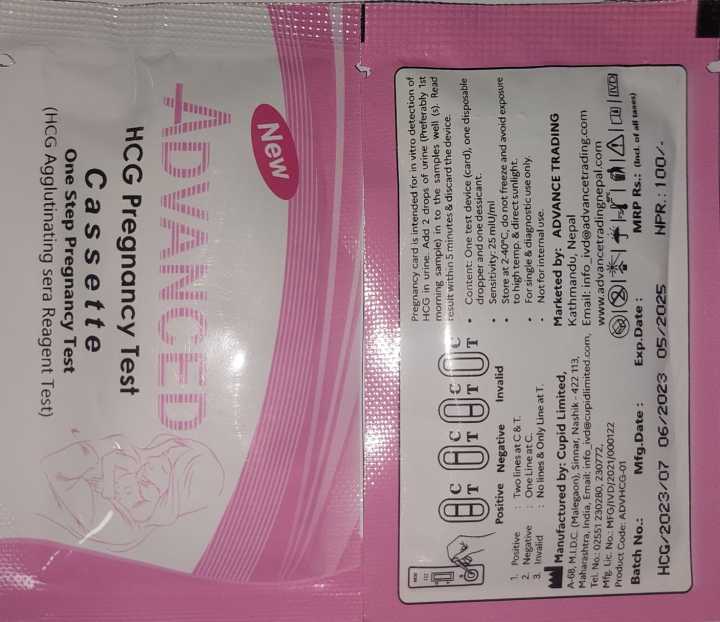 New
ADVANCED
HCG Pregnancy Test
Cassette
One Step Pregnancy Test
(HCG Agglutinating sera Reagent Test)
Pregnancy card is intended for in vitro detection of
HCG in urine. Add 2 drops of urine (Preferably 1st
morning sample) in to the samples well (s). Read
result within 5 minutes & discard the device.
• Content: One test device (card), one disposable
dropper and one dessicant.
• Sensitivity: 25 mIU/ml
• Store at 2-40°C, do not freeze and avoid exposure
to high temp. & direct sunlight.
• For single & diagnostic use only.
• Not for internal use.
C C C C
T T T T
Positive Negative Invalid
1. Positive : Two lines at C & T.
2. Negative : One Line at C.
3. Invalid : No lines & Only Line at T.
Manufactured by: Cupid Limited,
A-68, M.I.D.C. (Malegaon), Sinnar, Nashik - 422 113,
Maharashtra, India, Email: info_ivd@cupidlimited.com,
Tel. No.: 02551 230280, 230772,
Mfg. Lic. No.: MFG/IVD/2021/000122
Product Code: ADVHCG-01
Marketed by: ADVANCE TRADING
Kathmandu, Nepal
Email: info_ivd@advancetrading.com
www.advancetradingnepal.com
IVD
Batch No.: Mfg.Date : Exp.Date : MRP Rs.: (Incl. of all taxes)
HCG/2023/07 06/2023 05/2025 NPR.: 100/-